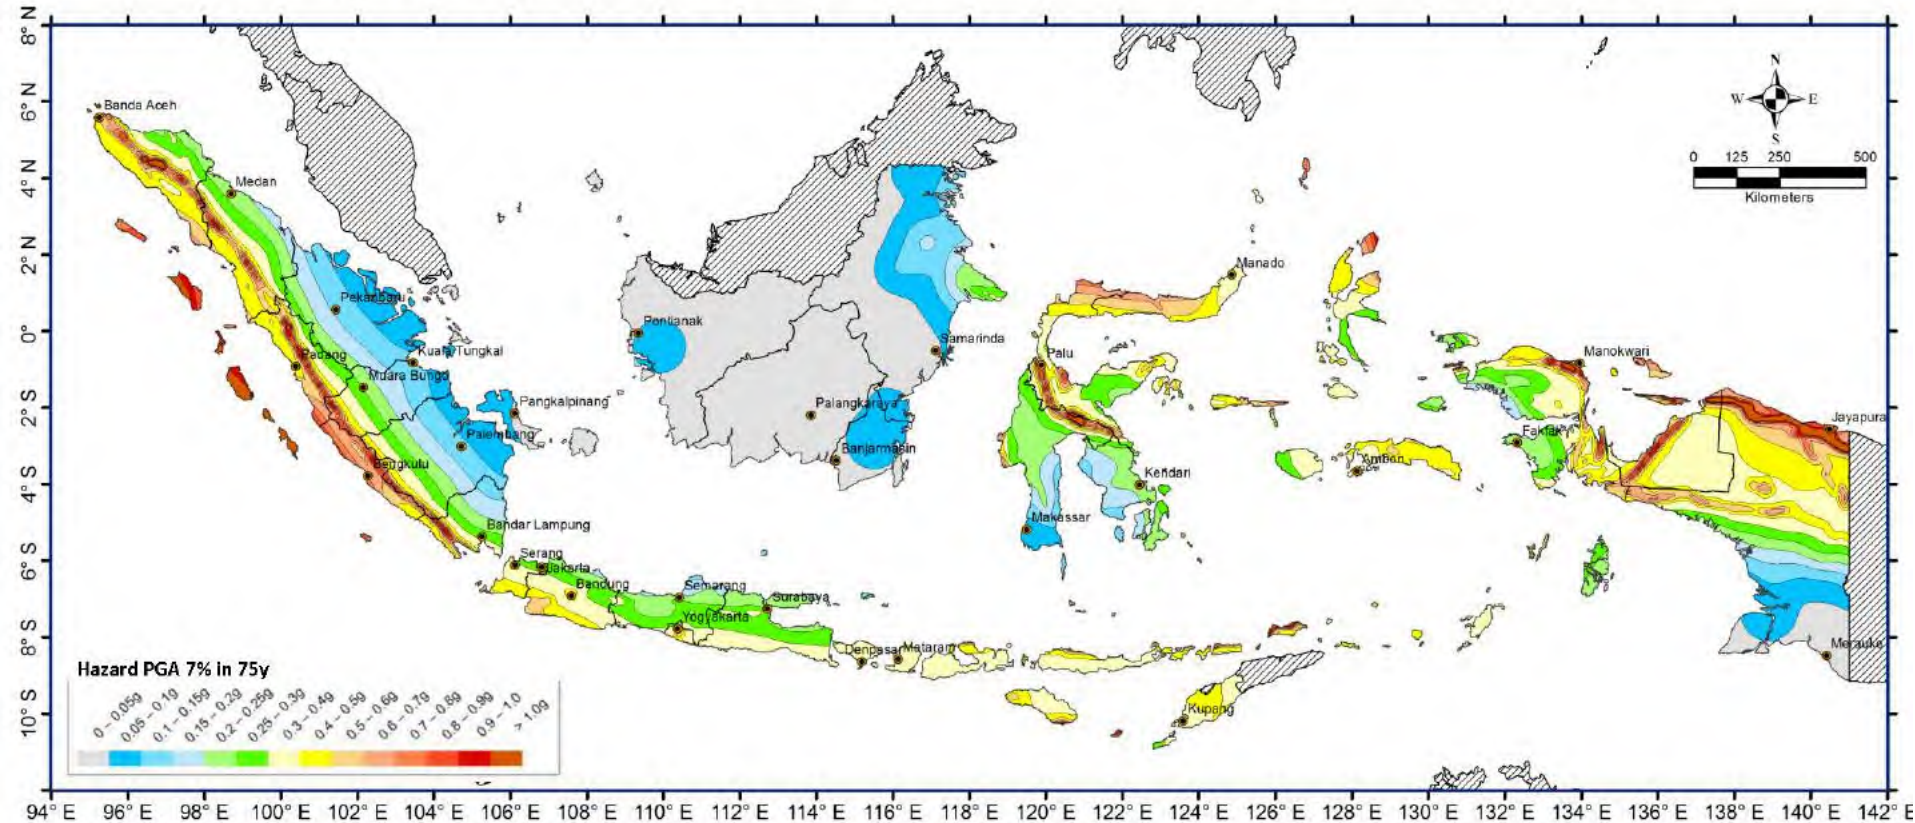 8° N
6° N
4° N
2° N
0°
2° S
4° S
6° S
8° S
10° S
N
W E
S
0 125 250 500
Kilometers
Banda Aceh
Medan
Pekanbaru
Padang
Kuala Tungkal
Muara Bungo
Pangkalpinang
Palembang
Bengkulu
Bandar Lampung
Serang
Jakarta
Bandung
Semarang
Surabaya
Yogyakarta
Denpasar
Mataram
Kupang
Pontianak
Samarinda
Palangkaraya
Banjarmasin
Manado
Palu
Kendari
Makassar
Ambon
Fakfak
Manokwari
Jayapura
Merauke
Hazard PGA 7% in 75y
0 – 0.05g
0.05 – 0.1g
0.1 – 0.15g
0.15 – 0.2g
0.2 – 0.25g
0.25 – 0.3g
0.3 – 0.4g
0.4 – 0.5g
0.5 – 0.6g
0.6 – 0.7g
0.7 – 0.8g
0.8 – 0.9g
0.9 – 1.0
> 1.0g
94° E 96° E 98° E 100° E 102° E 104° E 106° E 108° E 110° E 112° E 114° E 116° E 118° E 120° E 122° E 124° E 126° E 128° E 130° E 132° E 134° E 136° E 138° E 140° E 142° E